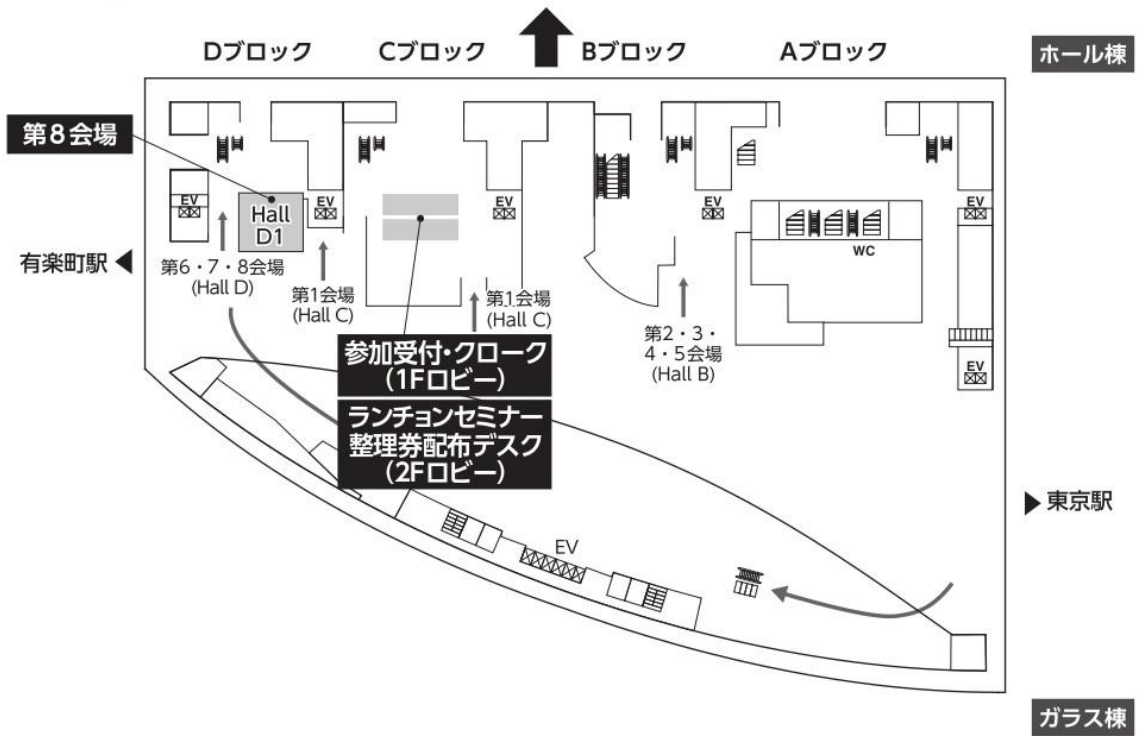 Dブロック
Cブロック
Bブロック
Aブロック
ホール棟
第8会場
EV
Hall
D1
EV
EV
EV
EV
WC
有楽町駅
第6・7・8会場
(Hall D)
第1会場
(Hall C)
第1会場
(Hall C)
第2・3・
4・5会場
(Hall B)
EV
参加受付・クローク
(1Fロビー)
ランチョンセミナー
整理券配布デスク
(2Fロビー)
東京駅
EV
ガラス棟